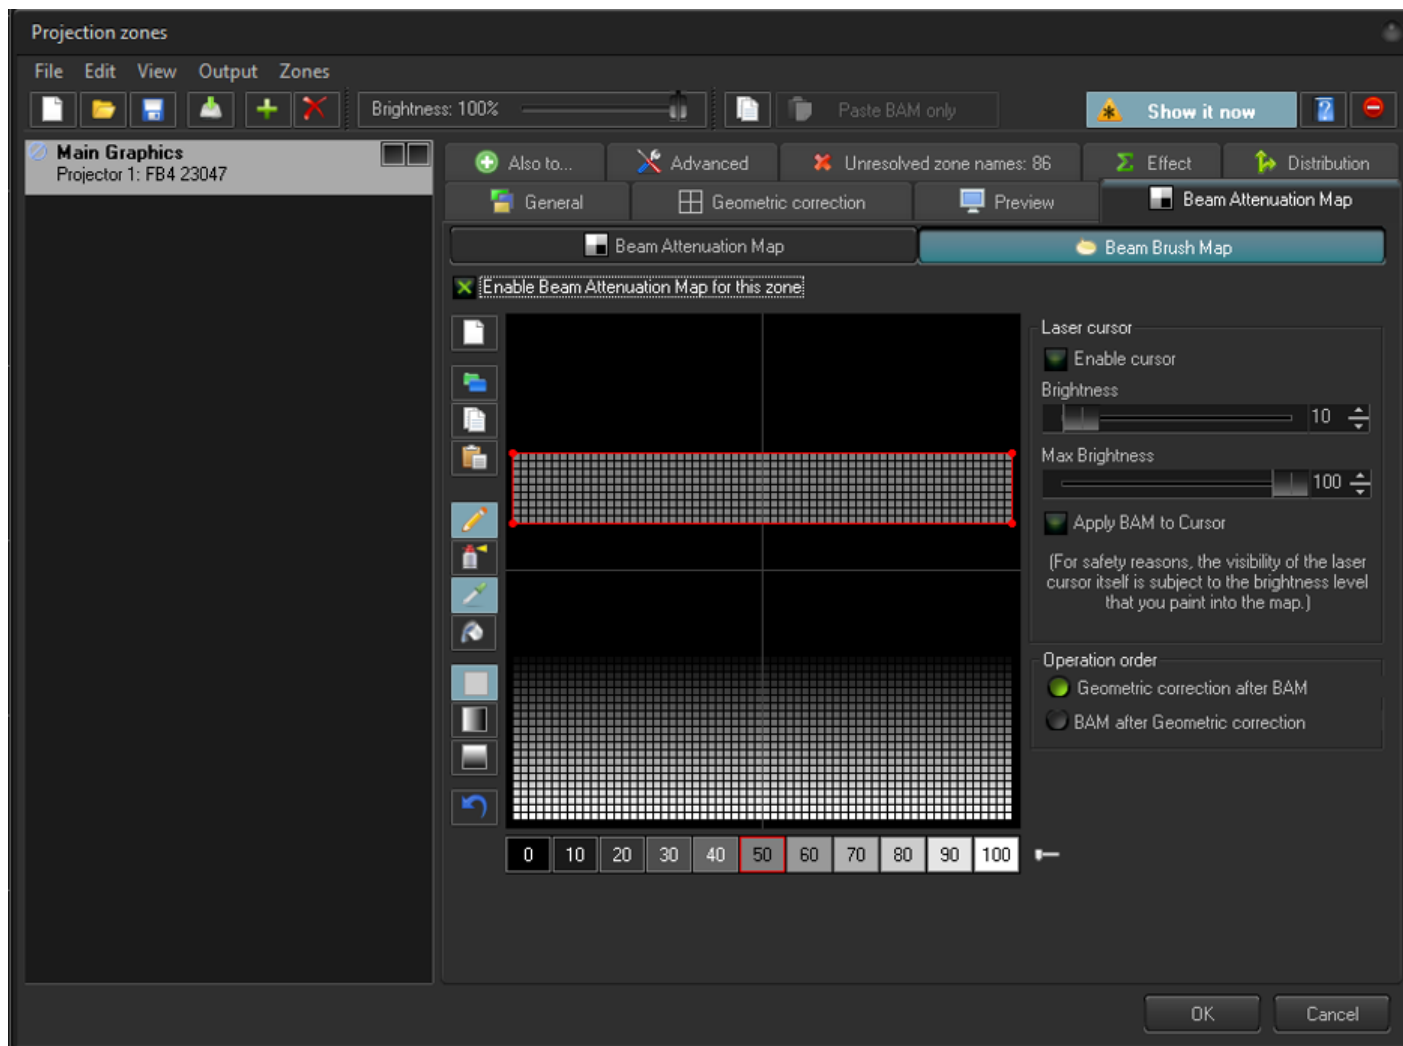 Projection zones
File Edit View Output Zones
Brightness: 100%
Paste BAM only
Show it now
Main Graphics
Projector 1: FB4 23047
Also to... Advanced Unresolved zone names: 86 Effect Distribution
General Geometric correction Preview Beam Attenuation Map
Beam Attenuation Map Beam Brush Map
Enable Beam Attenuation Map for this zone
Laser cursor
Enable cursor
Brightness
10
Max Brightness
100
Apply BAM to Cursor
(For safety reasons, the visibility of the laser
cursor itself is subject to the brightness level
that you paint into the map.)
Operation order
Geometric correction after BAM
BAM after Geometric correction
0 10 20 30 40 50 60 70 80 90 100
OK Cancel